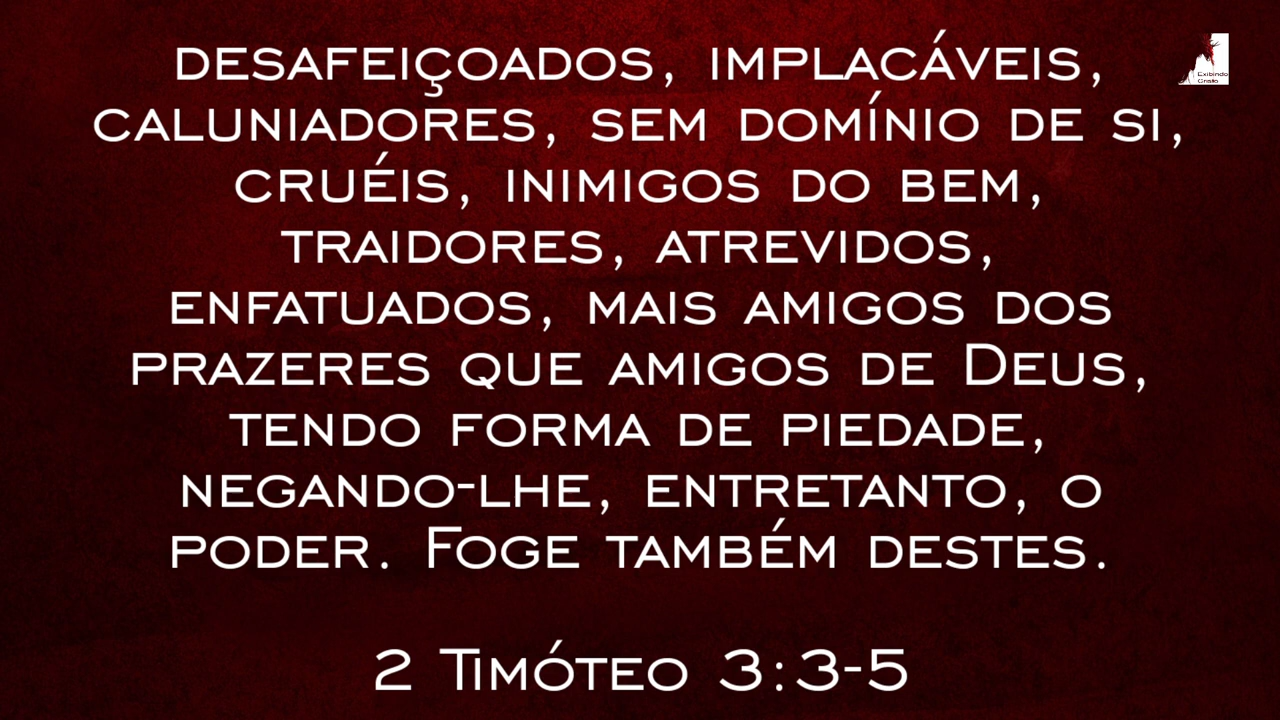 DESAFEIÇOADOS, IMPLACÁVEIS,
CALUNIADORES, SEM DOMÍNIO DE SI,
CRUÉIS, INIMIGOS DO BEM,
TRAIDORES, ATREVIDOS,
ENFATUADOS, MAIS AMIGOS DOS
PRAZERES QUE AMIGOS DE DEUS,
TENDO FORMA DE PIEDADE,
NEGANDO-LHE, ENTRETANTO, O
PODER. FOGE TAMBÉM DESTES.
2 TIMÓTEO 3:3-5
Exibindo
Cristo